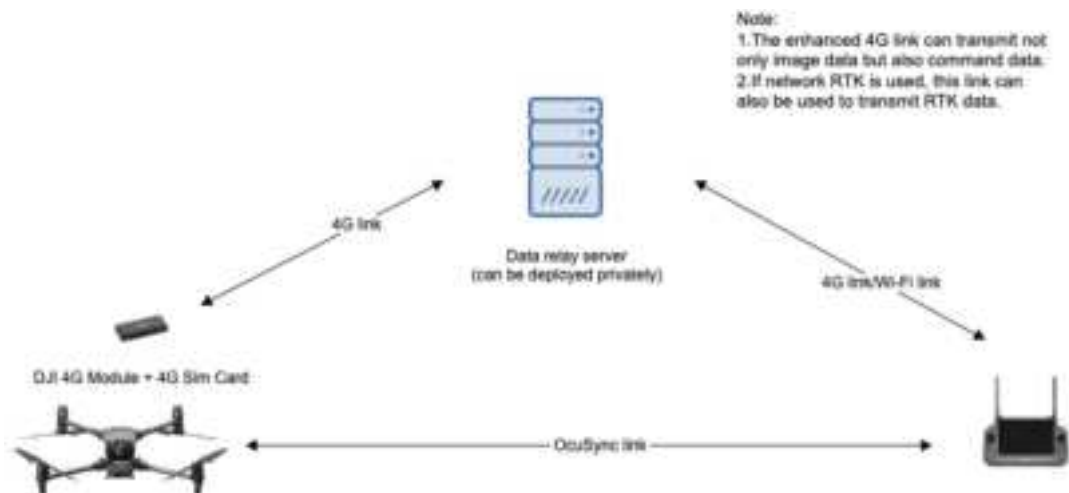 Note:
1.The enhanced 4G link can transmit not
only image data but also command data.
2.If network RTK is used, this link can
also be used to transmit RTK data.
4G link
Data relay server
(can be deployed privately)
4G link/Wi-Fi link
DJI 4G Module + 4G Sim Card
OcuSync link